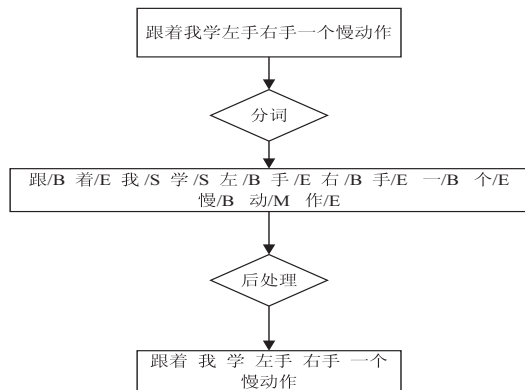 跟着我学左手右手一个慢动作
分词
跟/B 着/E 我/S 学/S 左/B 手/E 右/B 手/E 一/B 个/E
慢/B 动/M 作/E
后处理
跟着 我 学 左手 右手 一个
慢动作